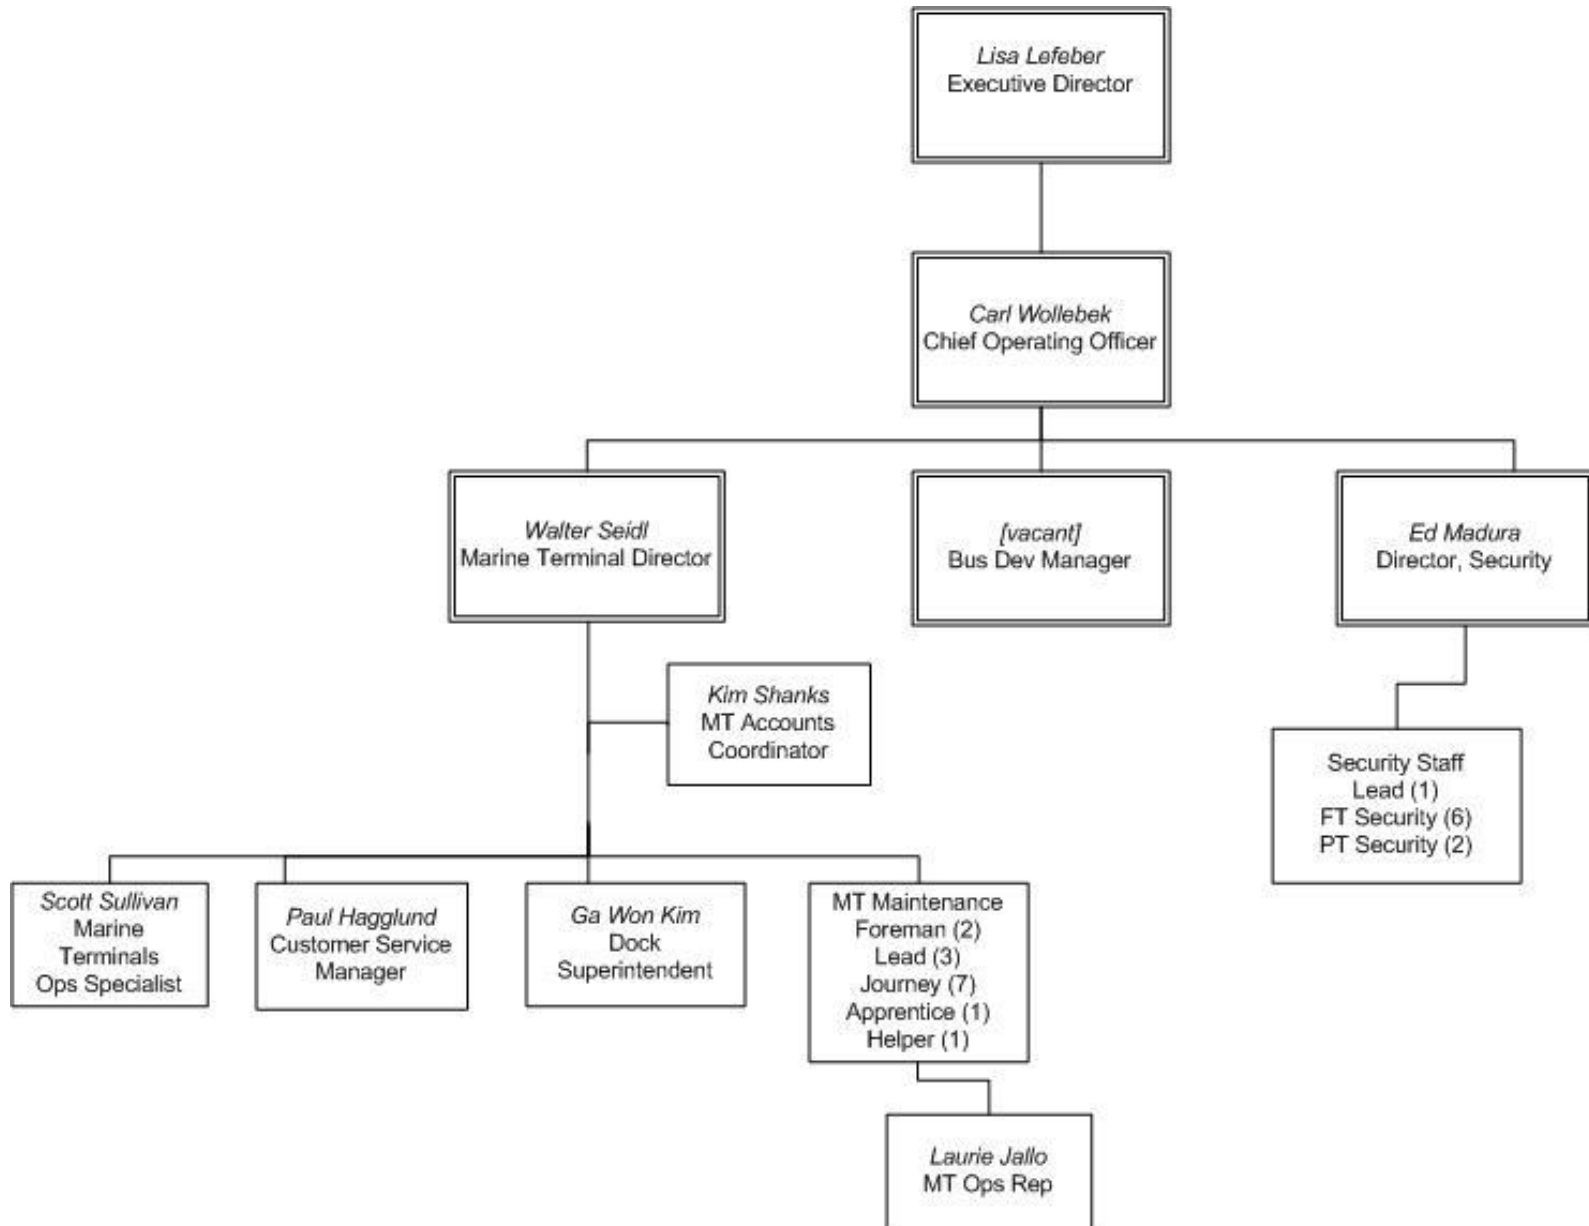 Lisa Lefeber
Executive Director
Carl Wollebek
Chief Operating Officer
Walter Seidl
Marine Terminal Director
[vacant]
Bus Dev Manager
Ed Madura
Director, Security
Kim Shanks
MT Accounts
Coordinator
Security Staff
Lead (1)
FT Security (6)
PT Security (2)
Scott Sullivan
Marine
Terminals
Ops Specialist
Paul Hagglund
Customer Service
Manager
Ga Won Kim
Dock
Superintendent
MT Maintenance
Foreman (2)
Lead (3)
Journey (7)
Apprentice (1)
Helper (1)
Laurie Jallo
MT Ops Rep